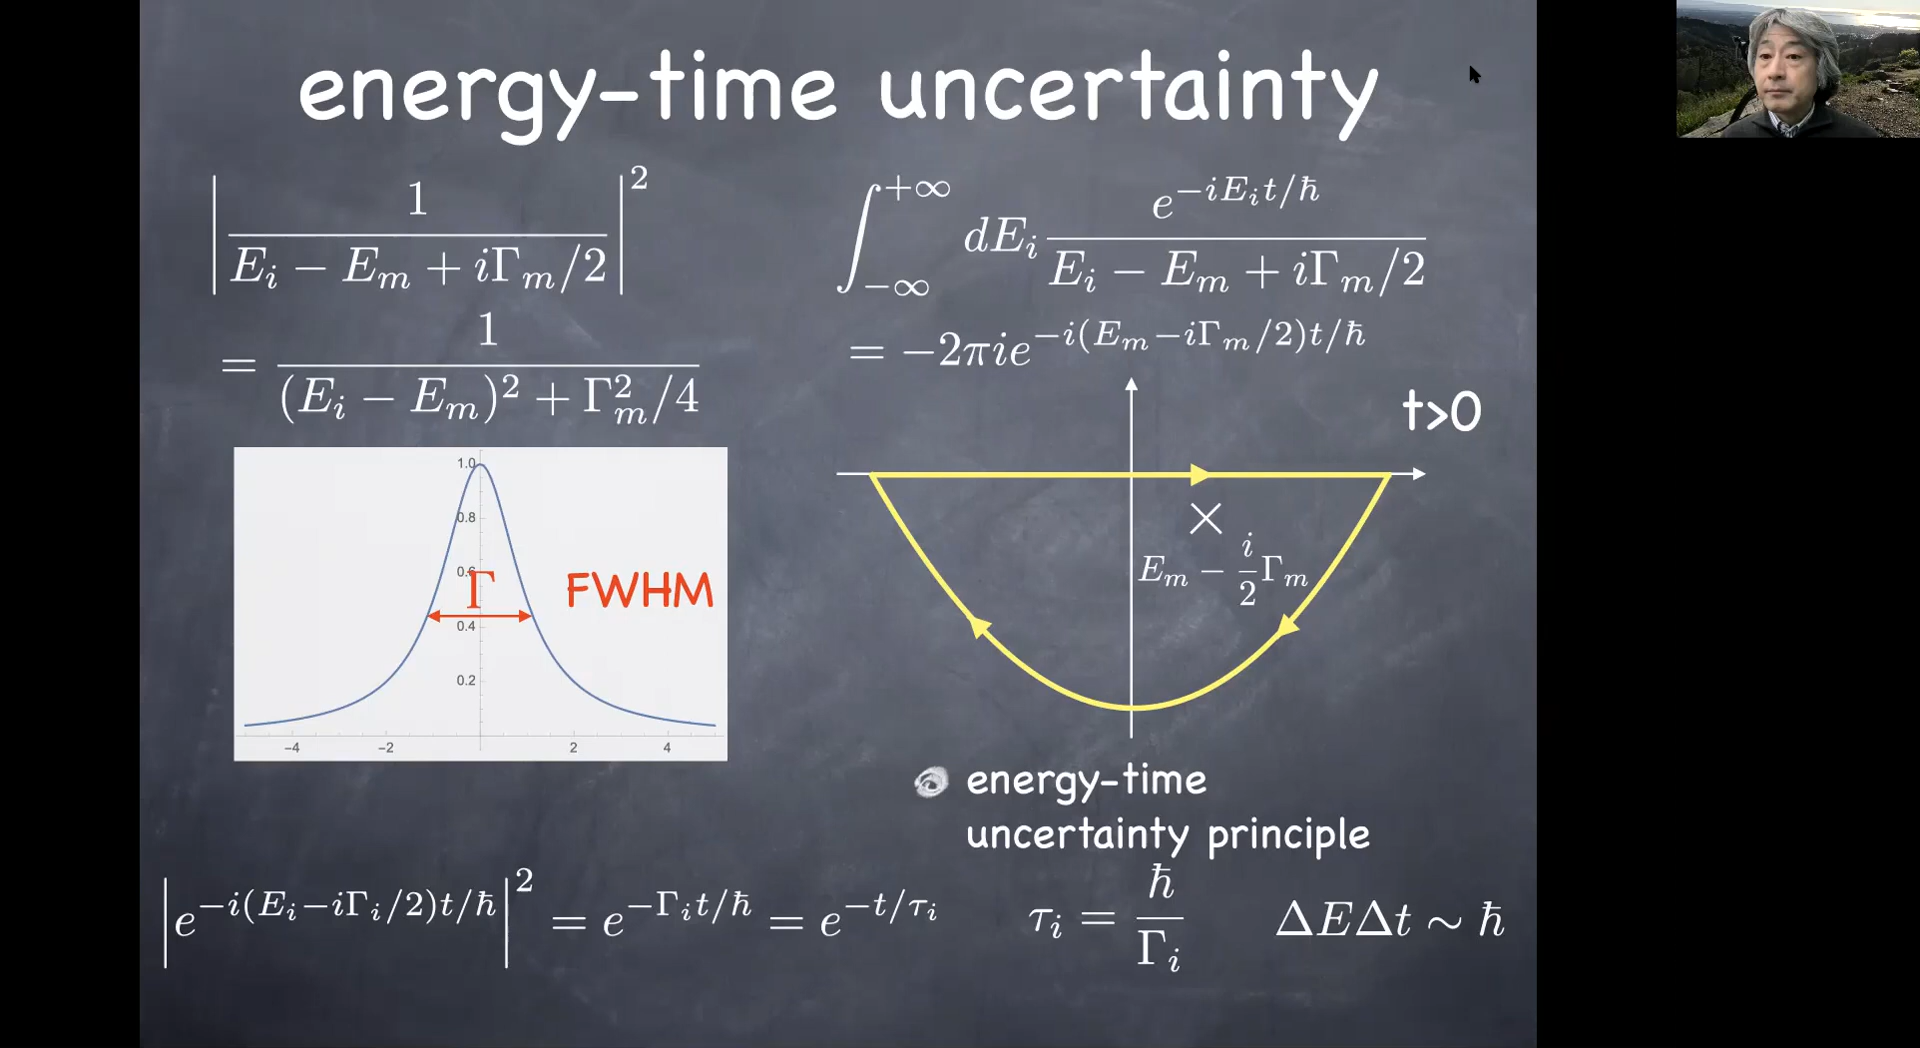 energy-time uncertainty
|1/(E_i − E_m + iΓ_m/2)|^2
= 1/((E_i − E_m)^2 + Γ_m^2/4)
∫_{−∞}^{+∞} dE_i e^{−iE_i t/ħ}/(E_i − E_m + iΓ_m/2)
= −2πie^{−i(E_m−iΓ_m/2)t/ħ}
t>0
1.0
0.8
0.6
Γ
FWHM
0.4
0.2
−4 −2 2 4
×
E_m − i/2 Γ_m
energy-time
uncertainty principle
|e^{−i(E_i−iΓ_i/2)t/ħ}|^2 = e^{−Γ_i t/ħ} = e^{−t/τ_i}
τ_i = ħ/Γ_i
ΔEΔt ∼ ħ